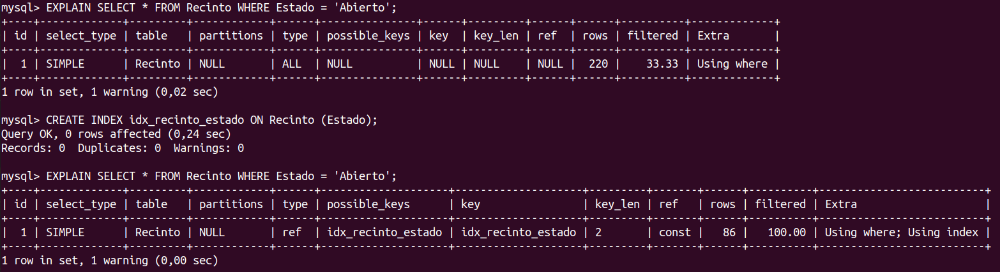 mysql> EXPLAIN SELECT * FROM Recinto WHERE Estado = 'Abierto';
+----+-------------+---------+------------+------+---------------+------+---------+------+------+----------+-------------+
| id | select_type | table   | partitions | type | possible_keys | key  | key_len | ref  | rows | filtered | Extra       |
+----+-------------+---------+------------+------+---------------+------+---------+------+------+----------+-------------+
|  1 | SIMPLE      | Recinto | NULL       | ALL  | NULL          | NULL | NULL    | NULL |  220 |    33.33 | Using where |
+----+-------------+---------+------------+------+---------------+------+---------+------+------+----------+-------------+
1 row in set, 1 warning (0,02 sec)
mysql> CREATE INDEX idx_recinto_estado ON Recinto (Estado);
Query OK, 0 rows affected (0,24 sec)
Records: 0  Duplicates: 0  Warnings: 0
mysql> EXPLAIN SELECT * FROM Recinto WHERE Estado = 'Abierto';
+----+-------------+---------+------------+------+--------------------+--------------------+---------+-------+------+----------+--------------------------+
| id | select_type | table   | partitions | type | possible_keys      | key                | key_len | ref   | rows | filtered | Extra                    |
+----+-------------+---------+------------+------+--------------------+--------------------+---------+-------+------+----------+--------------------------+
|  1 | SIMPLE      | Recinto | NULL       | ref  | idx_recinto_estado | idx_recinto_estado | 2       | const |   86 |   100.00 | Using where; Using index |
+----+-------------+---------+------------+------+--------------------+--------------------+---------+-------+------+----------+--------------------------+
1 row in set, 1 warning (0,00 sec)